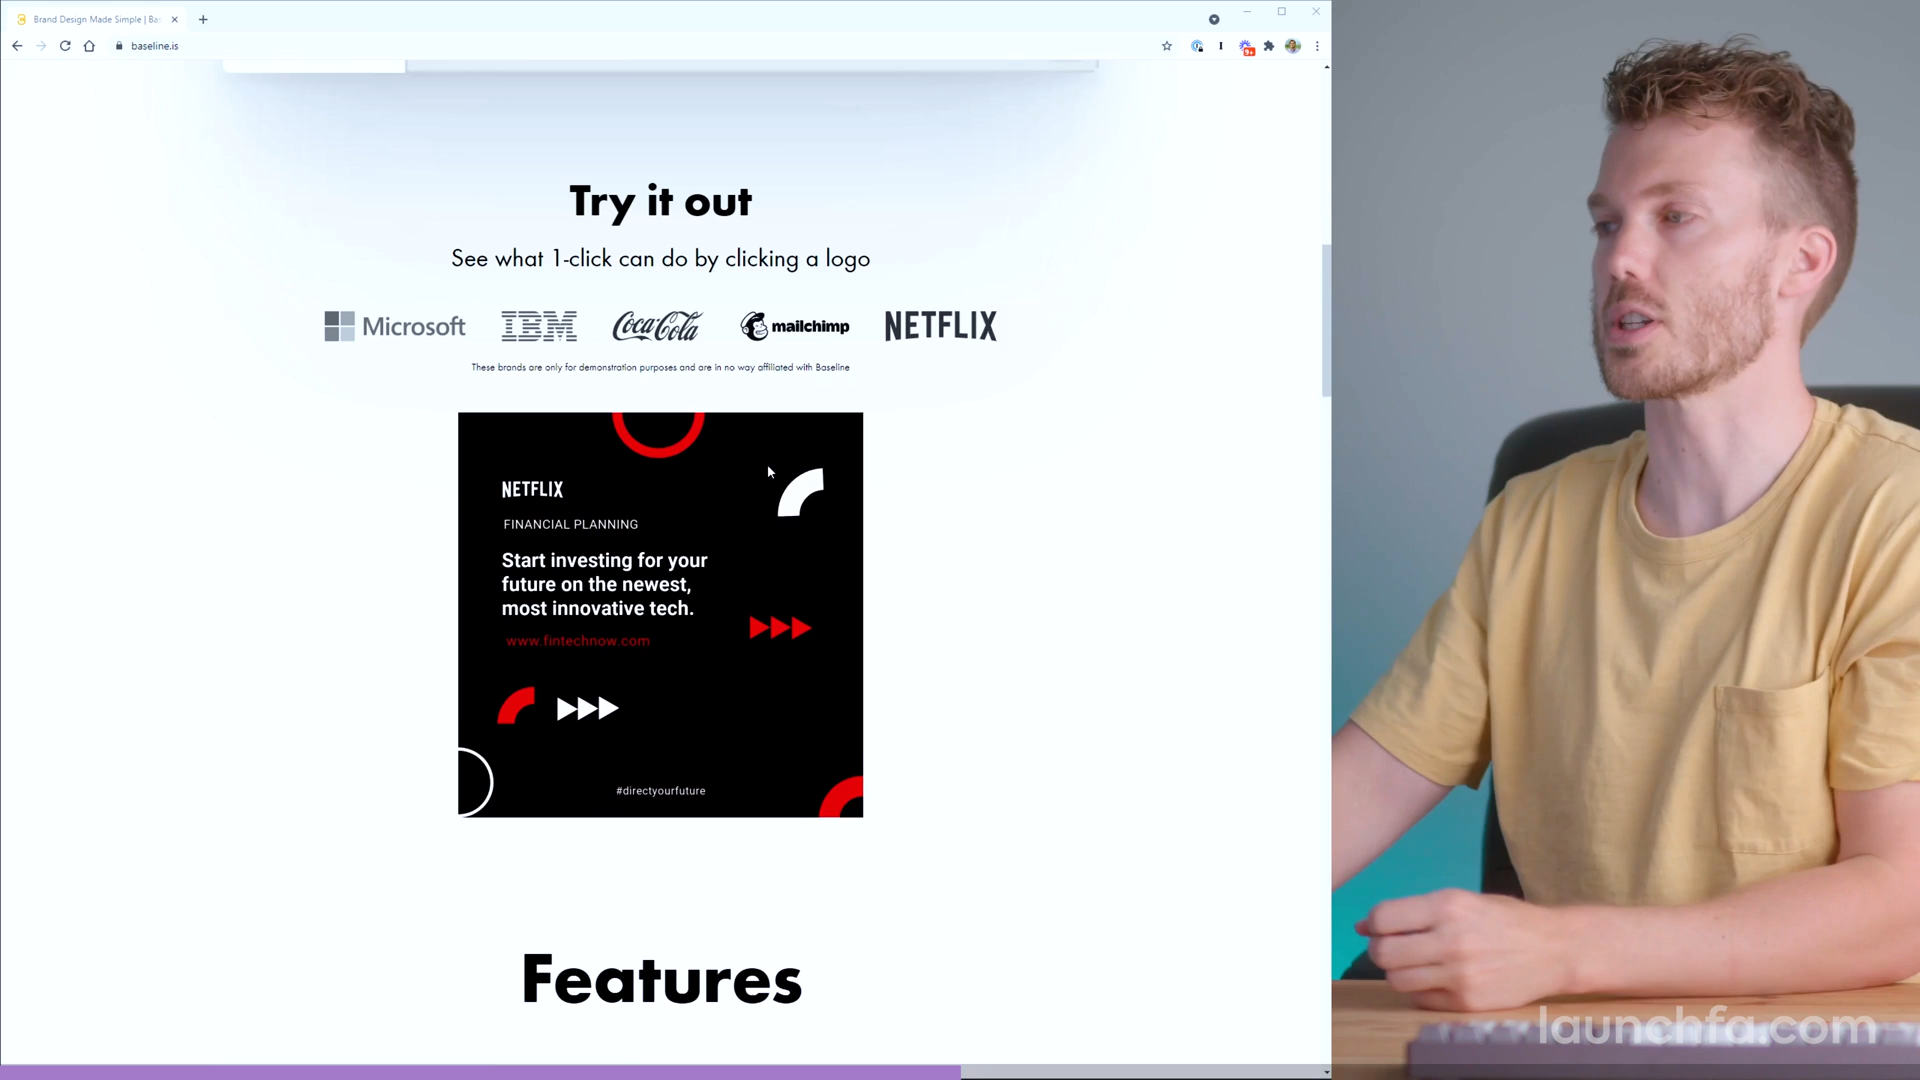 Brand Design Made Simple | Ba
baseline.is
9+
Try it out
See what 1-click can do by clicking a logo
Microsoft IBM Coca-Cola mailchimp NETFLIX
These brands are only for demonstration purposes and are in no way affiliated with Baseline
NETFLIX
FINANCIAL PLANNING
Start investing for your
future on the newest,
most innovative tech.
www.fintechnow.com
#directyourfuture
Features
launchfa.com